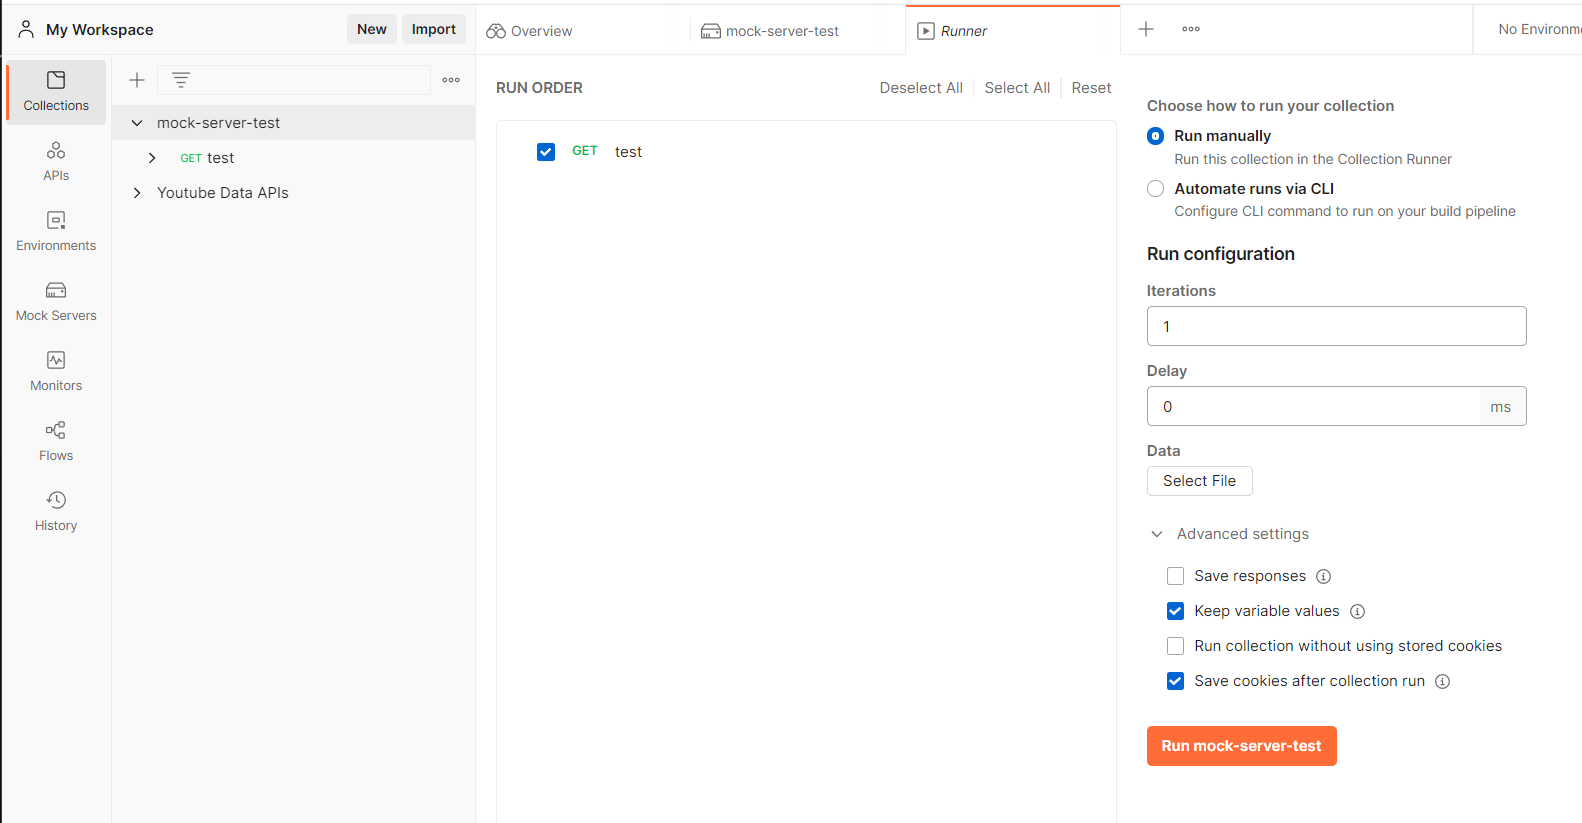 My Workspace
New
Import
Overview
mock-server-test
Runner
No Environme
Collections
APIs
Environments
Mock Servers
Monitors
Flows
History
mock-server-test
GET test
Youtube Data APIs
RUN ORDER
Deselect All
Select All
Reset
GET test
Choose how to run your collection
Run manually
Run this collection in the Collection Runner
Automate runs via CLI
Configure CLI command to run on your build pipeline
Run configuration
Iterations
1
Delay
0 ms
Data
Select File
Advanced settings
Save responses
Keep variable values
Run collection without using stored cookies
Save cookies after collection run
Run mock-server-test